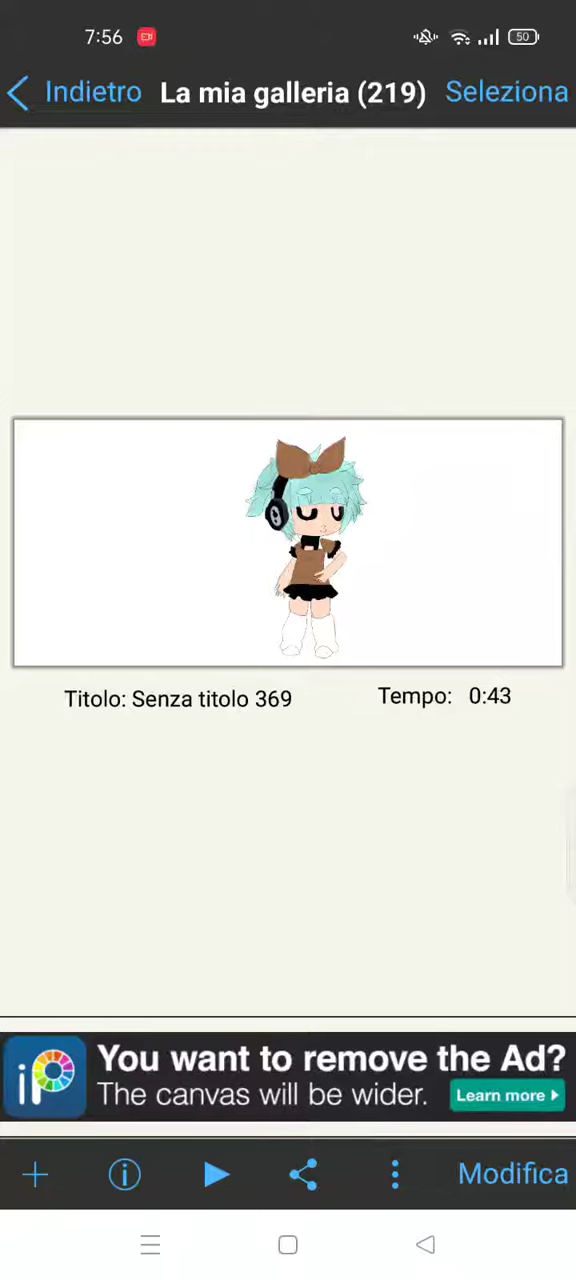 7:56
50
Indietro La mia galleria (219) Seleziona
Titolo: Senza titolo 369 Tempo: 0:43
iP
You want to remove the Ad?
The canvas will be wider. Learn more
Modifica